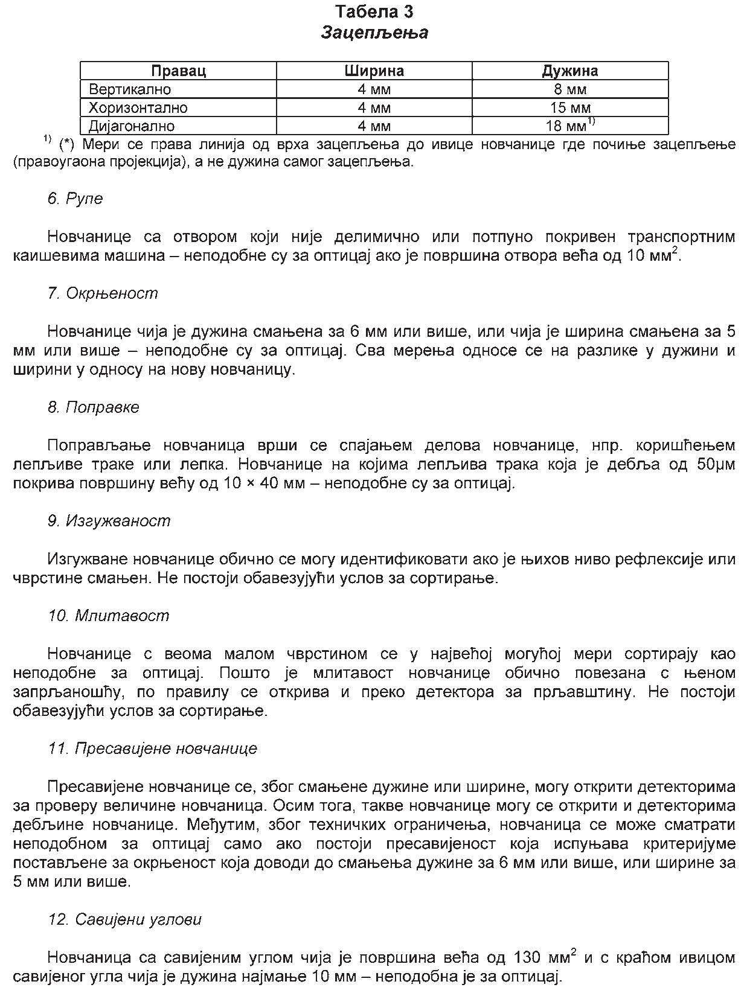 Табела 3
Зацепљења
Правац Ширина Дужина
Вертикално 4 мм 8 мм
Хоризонтално 4 мм 15 мм
Дијагонално 4 мм 18 мм1)
1) (*) Мери се права линија од врха зацепљења до ивице новчанице где почиње зацепљење
(правоугаона пројекција), а не дужина самог зацепљења.
6. Рупе
Новчанице са отвором који није делимично или потпуно покривен транспортним
каишевима машина – неподобне су за оптицај ако је површина отвора већа од 10 мм2.
7. Окрњеност
Новчанице чија је дужина смањена за 6 мм или више, или чија је ширина смањена за 5
мм или више – неподобне су за оптицај. Сва мерења односе се на разлике у дужини и
ширини у односу на нову новчаницу.
8. Поправке
Поправљање новчаница врши се спајањем делова новчанице, нпр. коришћењем
лепљиве траке или лепка. Новчанице на којима лепљива трака која је дебља од 50μм
покрива површину већу од 10 × 40 мм – неподобне су за оптицај.
9. Изгужваност
Изгужване новчанице обично се могу идентификовати ако је њихов ниво рефлексије или
чврстине смањен. Не постоји обавезујући услов за сортирање.
10. Млитавост
Новчанице с веома малом чврстином се у највећој могућој мери сортирају као
неподобне за оптицај. Пошто је млитавост новчанице обично повезана с њеном
запрљаношћу, по правилу се открива и преко детектора за прљавштину. Не постоји
обавезујући услов за сортирање.
11. Пресавијене новчанице
Пресавијене новчанице се, због смањене дужине или ширине, могу открити детекторима
за проверу величине новчаница. Осим тога, такве новчанице могу се открити и детекторима
дебљине новчанице. Међутим, због техничких ограничења, новчаница се може сматрати
неподобном за оптицај само ако постоји пресавијеност која испуњава критеријуме
постављене за окрњеност која доводи до смањења дужине за 6 мм или више, или ширине за
5 мм или више.
12. Савијени углови
Новчаница са савијеним углом чија је површина већа од 130 мм2 и с краћом ивицом
савијеног угла чија је дужина најмање 10 мм – неподобна је за оптицај.